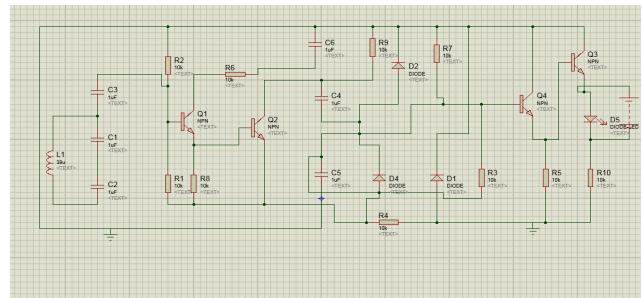 C6
1uF
<TEXT>
R9
10k
<TEXT>
D2
DIODE
<TEXT>
R7
10k
<TEXT>
Q3
NPN
<TEXT>
R2
10k
<TEXT>
R6
10k
<TEXT>
C3
1uF
<TEXT>
C4
1uF
<TEXT>
Q4
NPN
<TEXT>
Q1
NPN
<TEXT>
Q2
NPN
<TEXT>
D5
DIODE-LED
<TEXT>
C1
1uF
<TEXT>
L1
39u
<TEXT>
C2
1uF
<TEXT>
R1
10k
<TEXT>
R8
10k
<TEXT>
C5
1uF
<TEXT>
D4
DIODE
<TEXT>
D1
DIODE
<TEXT>
R3
10k
<TEXT>
R5
10k
<TEXT>
R10
10k
<TEXT>
R4
10k
<TEXT>